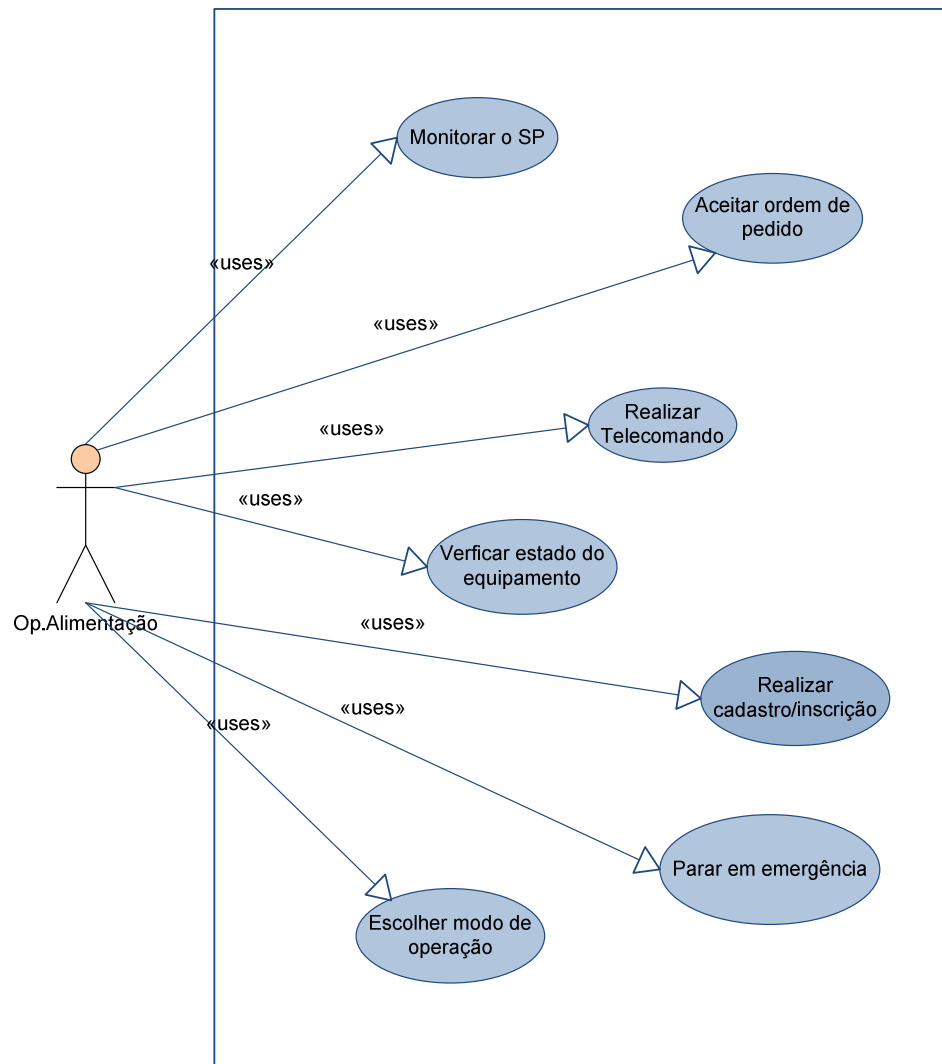 Monitorar o SP
Aceitar ordem de
pedido
«uses»
«uses»
Realizar
Telecomando
«uses»
«uses»
Verficar estado do
equipamento
Op.Alimentação
«uses»
Realizar
cadastro/inscrição
«uses»
«uses»
Parar em emergência
Escolher modo de
operação